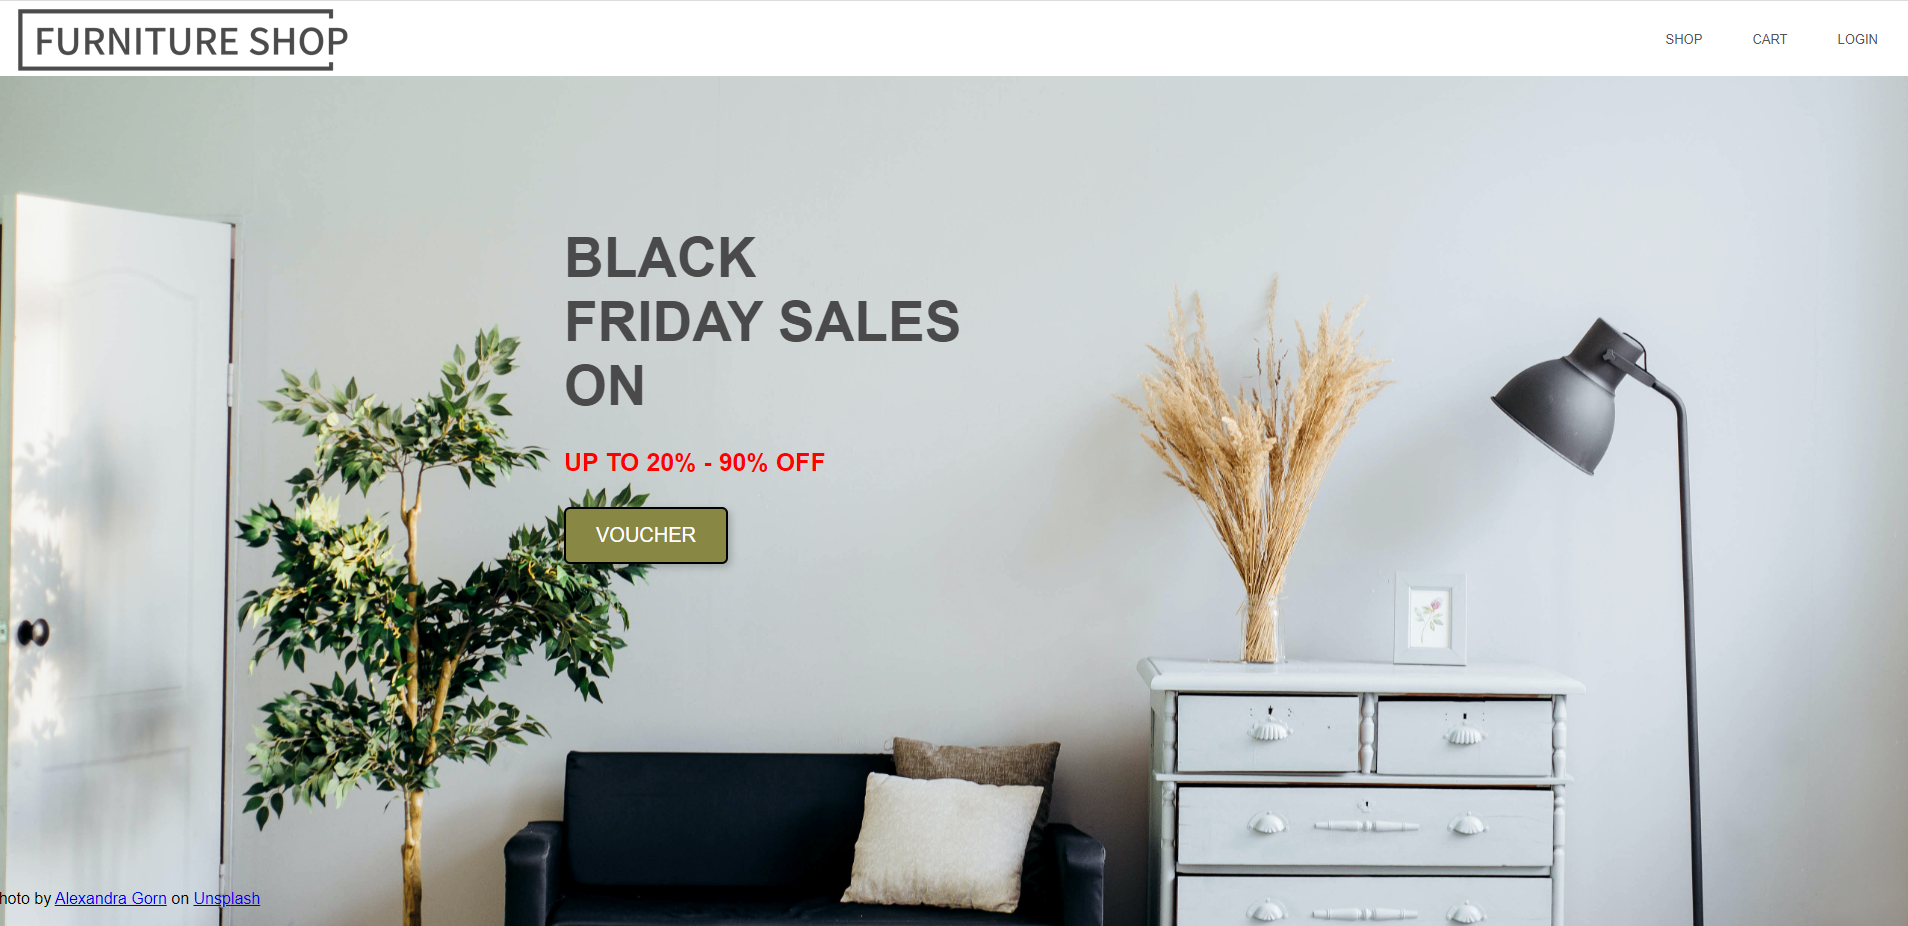 FURNITURE SHOP
SHOP CART LOGIN
BLACK
FRIDAY SALES
ON
UP TO 20% - 90% OFF
VOUCHER
hoto by Alexandra Gorn on Unsplash